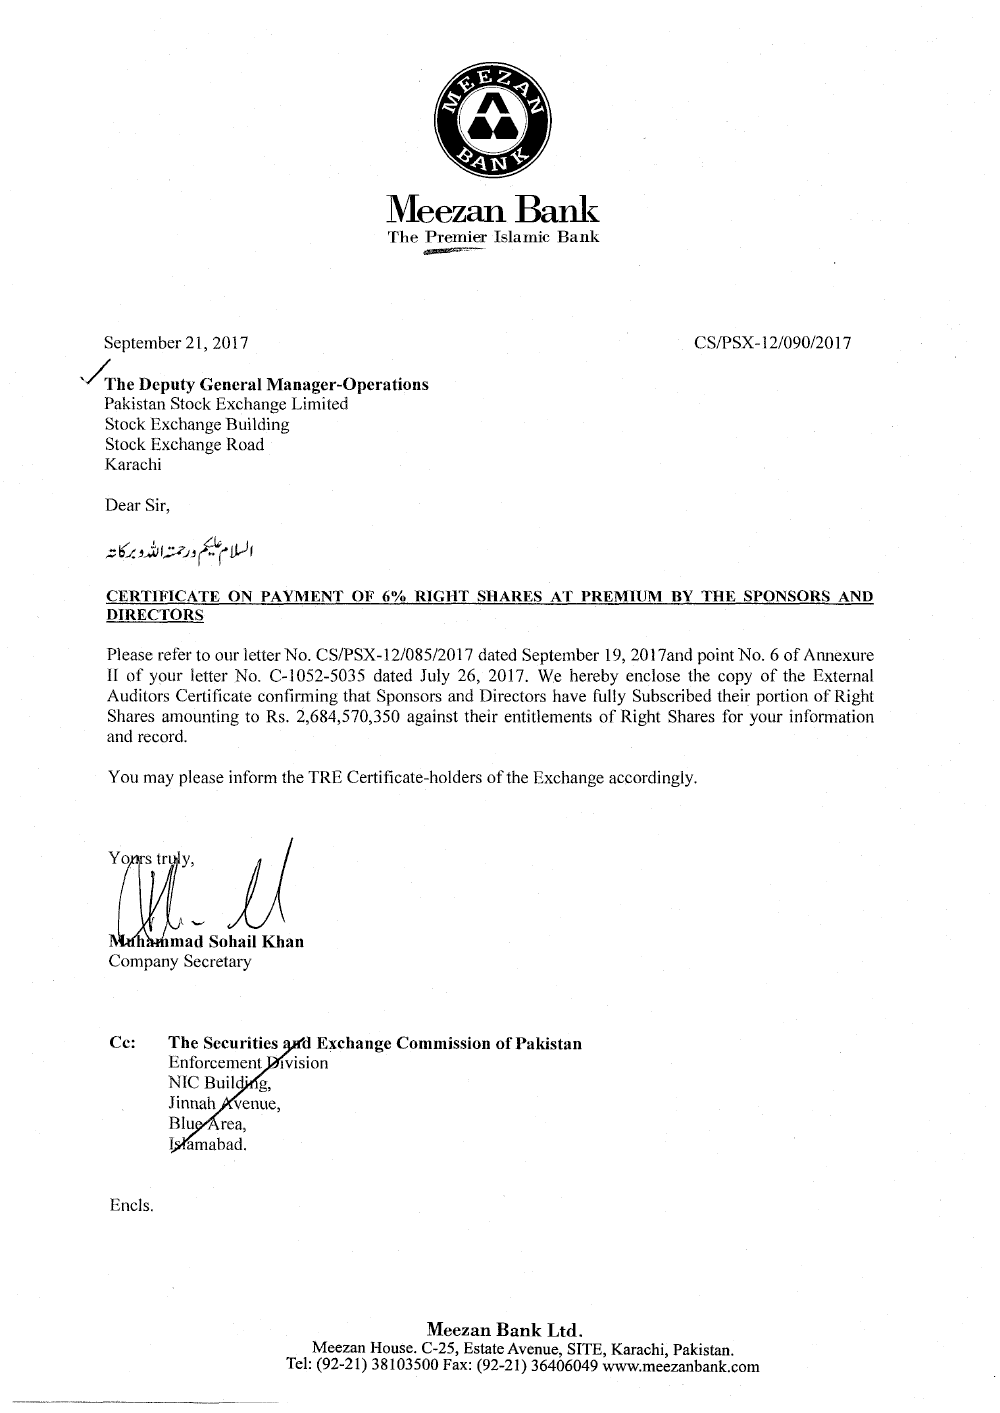 MEEZAN
BANK
Meezan Bank
The Premier Islamic Bank
September 21, 2017 CS/PSX-12/090/2017
The Deputy General Manager-Operations
Pakistan Stock Exchange Limited
Stock Exchange Building
Stock Exchange Road
Karachi
Dear Sir,
السلام علیکم ورحمتہ اللہ وبرکاتہ
CERTIFICATE ON PAYMENT OF 6% RIGHT SHARES AT PREMIUM BY THE SPONSORS AND
DIRECTORS
Please refer to our letter No. CS/PSX-12/085/2017 dated September 19, 2017and point No. 6 of Annexure
II of your letter No. C-1052-5035 dated July 26, 2017. We hereby enclose the copy of the External
Auditors Certificate confirming that Sponsors and Directors have fully Subscribed their portion of Right
Shares amounting to Rs. 2,684,570,350 against their entitlements of Right Shares for your information
and record.
You may please inform the TRE Certificate-holders of the Exchange accordingly.
Yours truly,
Muhammad Sohail Khan
Company Secretary
Cc: The Securities and Exchange Commission of Pakistan
Enforcement Division
NIC Building,
Jinnah Avenue,
Blue Area,
Islamabad.
Encls.
Meezan Bank Ltd.
Meezan House. C-25, Estate Avenue, SITE, Karachi, Pakistan.
Tel: (92-21) 38103500 Fax: (92-21) 36406049 www.meezanbank.com